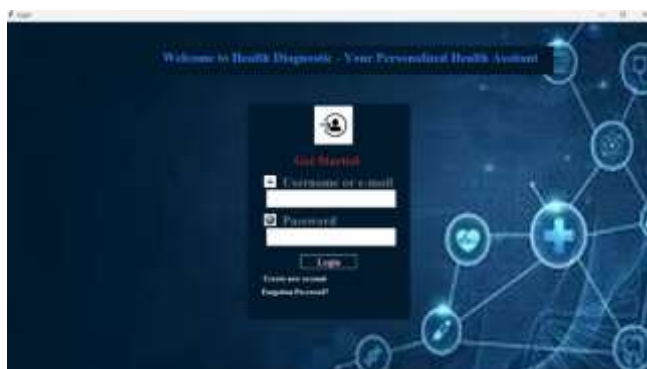 Login
Welcome to Health Diagnostic - Your Personalized Health Assistant
Get Started
Username or e-mail
Password
Login
Create new account
Forgotten Password?